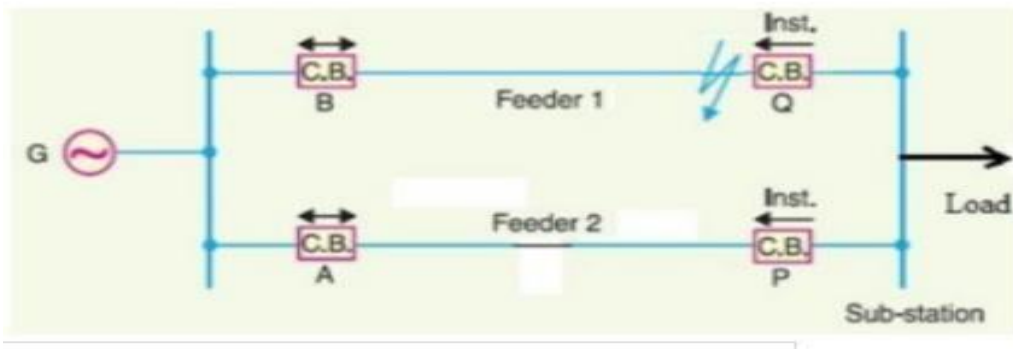 Inst.
C.B.
C.B.
B
Feeder 1
Q
G
Inst.
Load
Feeder 2
C.B.
C.B.
A
P
Sub-station